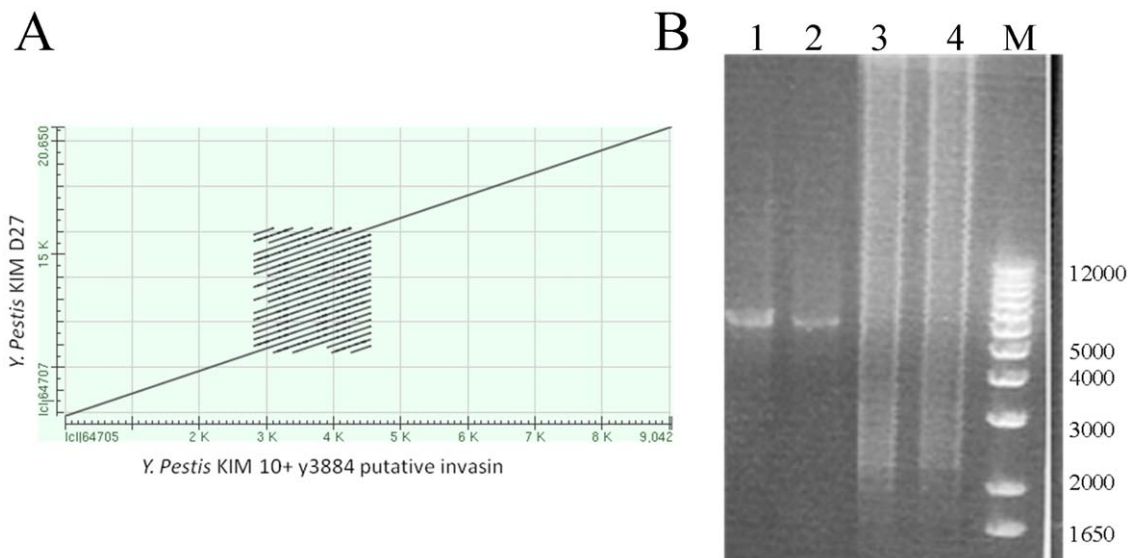 A
B
1 2 3 4 M
20,650
15 K
lcl|64707
Y. Pestis KIM D27
lcl|64705 2 K 3 K 4 K 5 K 6 K 7 K 8 K 9,042
Y. Pestis KIM 10+ y3884 putative invasin
12000
5000
4000
3000
2000
1650